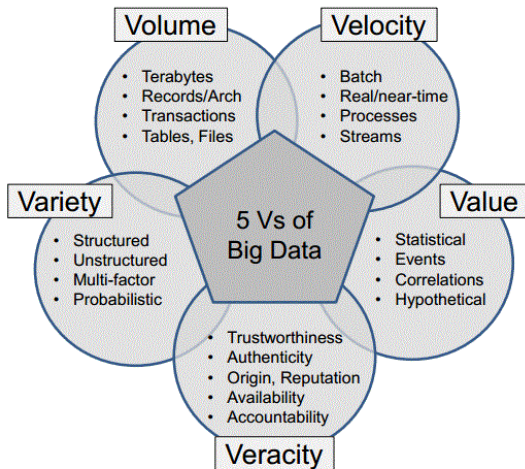 Volume
• Terabytes
• Records/Arch
• Transactions
• Tables, Files
Velocity
• Batch
• Real/near-time
• Processes
• Streams
Variety
• Structured
• Unstructured
• Multi-factor
• Probabilistic
5 Vs of
Big Data
Value
• Statistical
• Events
• Correlations
• Hypothetical
• Trustworthiness
• Authenticity
• Origin, Reputation
• Availability
• Accountability
Veracity